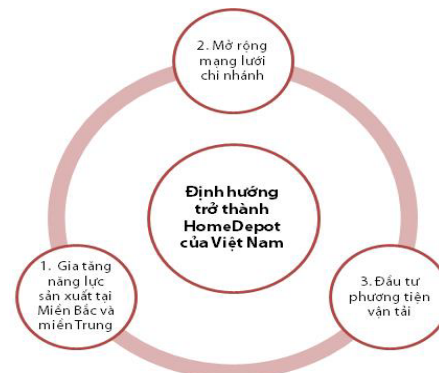 2. Mở rộng
mạng lưới
chi nhánh
Định hướng
trở thành
HomeDepot
của Việt Nam
1. Gia tăng
năng lực
sản xuất tại
Miền Bắc và
miền Trung
3. Đầu tư
phương tiện
vận tải